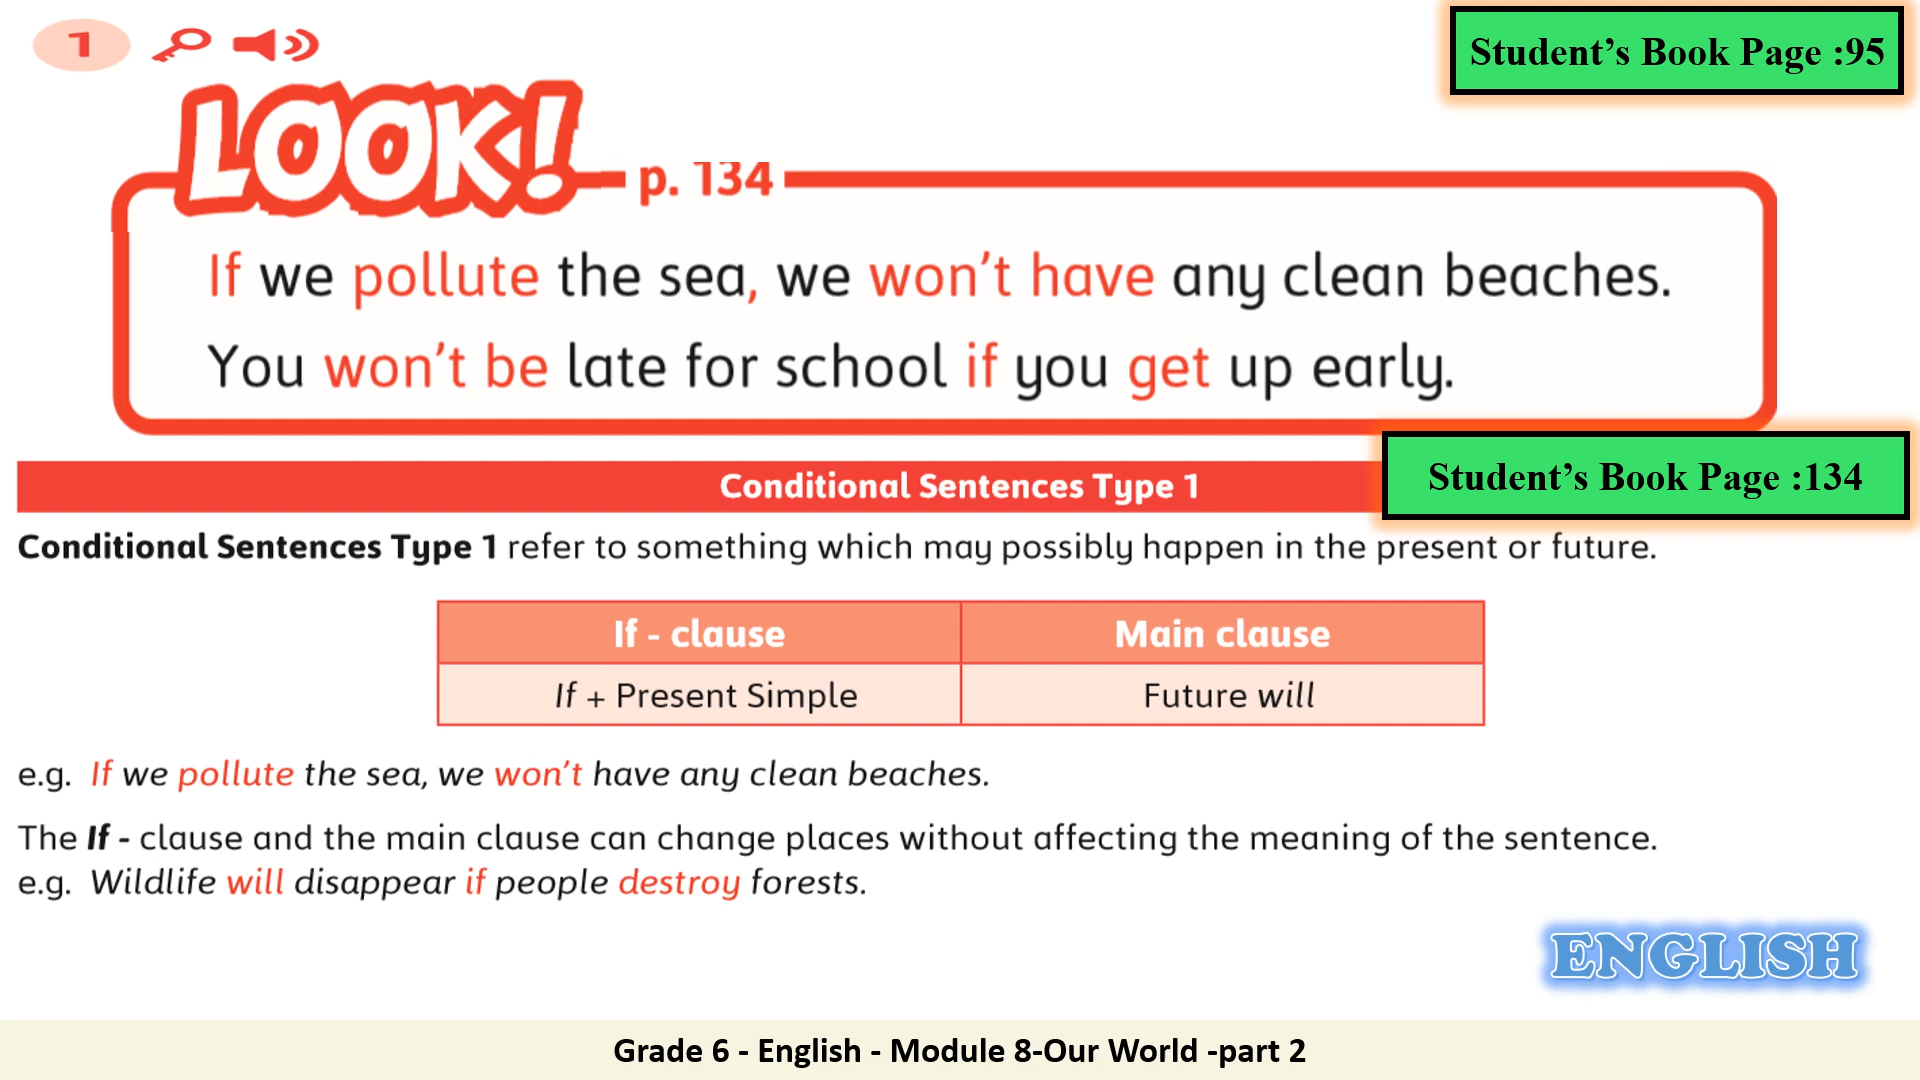 1
Student’s Book Page :95
LOOK!
p. 134
If we pollute the sea, we won’t have any clean beaches.
You won’t be late for school if you get up early.
Conditional Sentences Type 1
Student’s Book Page :134
Conditional Sentences Type 1 refer to something which may possibly happen in the present or future.
If - clause Main clause
If + Present Simple Future will
e.g. If we pollute the sea, we won’t have any clean beaches.
The If - clause and the main clause can change places without affecting the meaning of the sentence.
e.g. Wildlife will disappear if people destroy forests.
ENGLISH
Grade 6 - English - Module 8-Our World -part 2